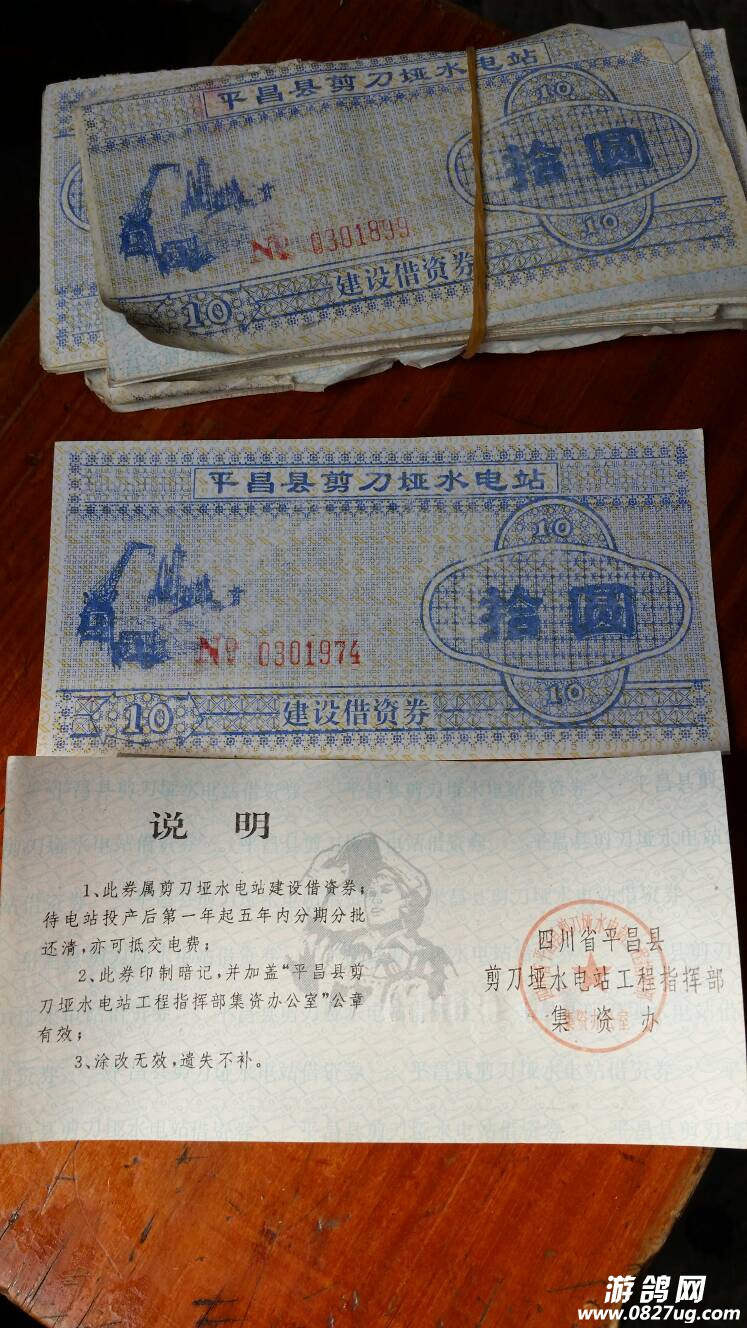 平昌县剪刀垭水电站
10
拾圆
№ 0301899
10
10
建设借资券
平昌县剪刀垭水电站
10
拾圆
№ 0301974
10
10
建设借资券
说 明
1、此券属剪刀垭水电站建设借资券；
待电站投产后第一年起五年内分期分批
还清，亦可抵交电费；
2、此券印制暗记，并加盖“平昌县剪
刀垭水电站工程指挥部集资办公室”公章
有效；
3、涂改无效，遗失不补。
四川省平昌县
剪刀垭水电站工程指挥部
集 资 办
游鸽网
www.0827ug.com